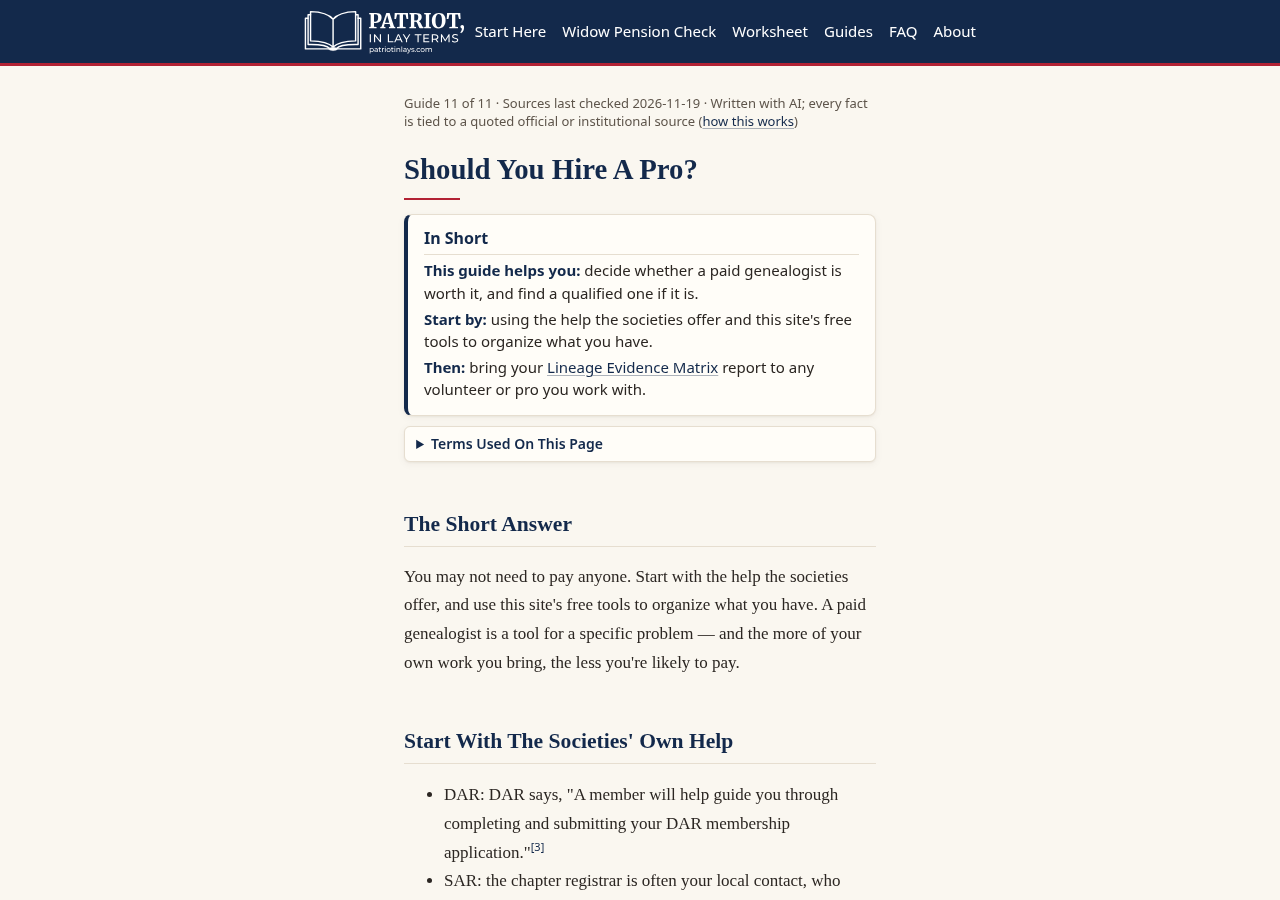 PATRIOT,
IN LAY TERMS
patriotinlays.com
Start Here Widow Pension Check Worksheet Guides FAQ About
Guide 11 of 11 · Sources last checked 2026-11-19 · Written with AI; every fact
is tied to a quoted official or institutional source (how this works)
Should You Hire A Pro?
In Short
This guide helps you: decide whether a paid genealogist is
worth it, and find a qualified one if it is.
Start by: using the help the societies offer and this site's free
tools to organize what you have.
Then: bring your Lineage Evidence Matrix report to any
volunteer or pro you work with.
▶ Terms Used On This Page
The Short Answer
You may not need to pay anyone. Start with the help the societies
offer, and use this site's free tools to organize what you have. A paid
genealogist is a tool for a specific problem — and the more of your
own work you bring, the less you're likely to pay.
Start With The Societies' Own Help
• DAR: DAR says, "A member will help guide you through
completing and submitting your DAR membership
application."[3]
• SAR: the chapter registrar is often your local contact, who